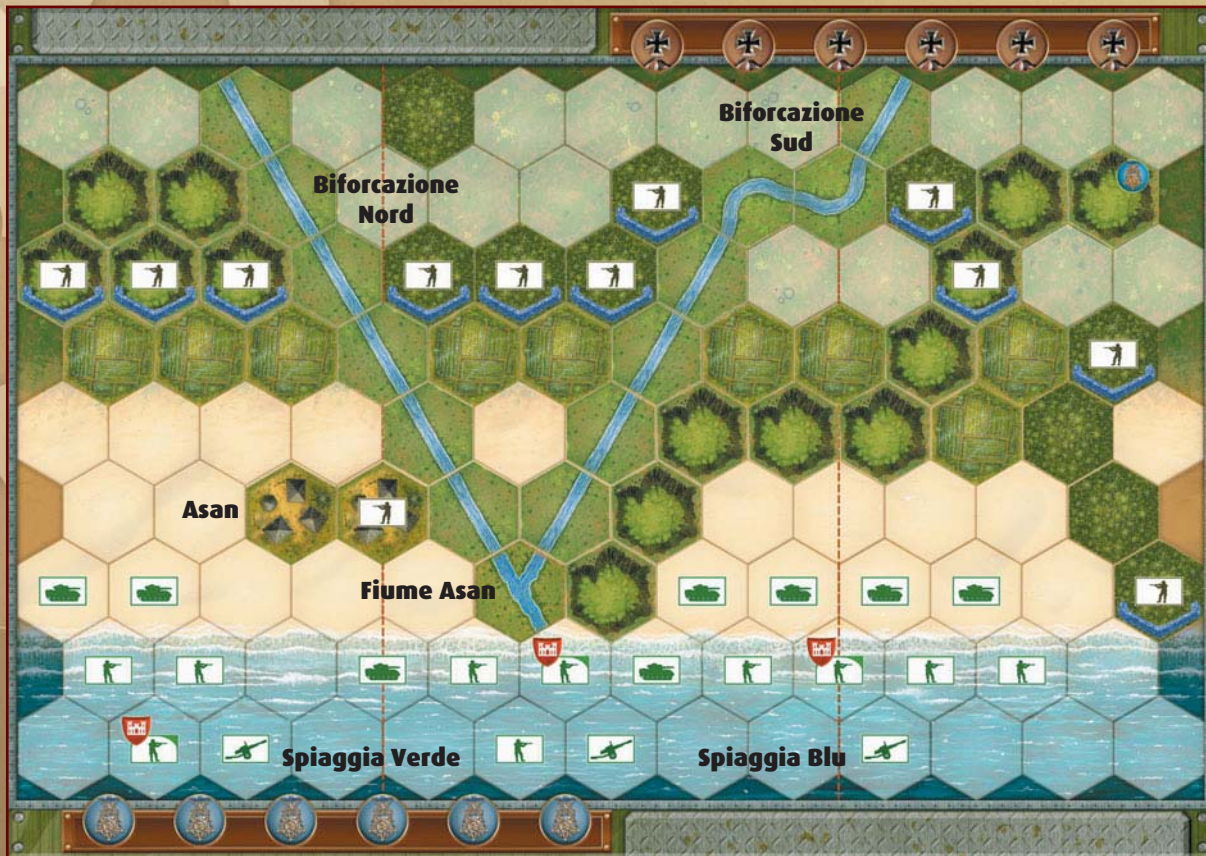 Biforcazione
Sud
Biforcazione
Nord
Asan
Fiume Asan
Spiaggia Verde
Spiaggia Blu